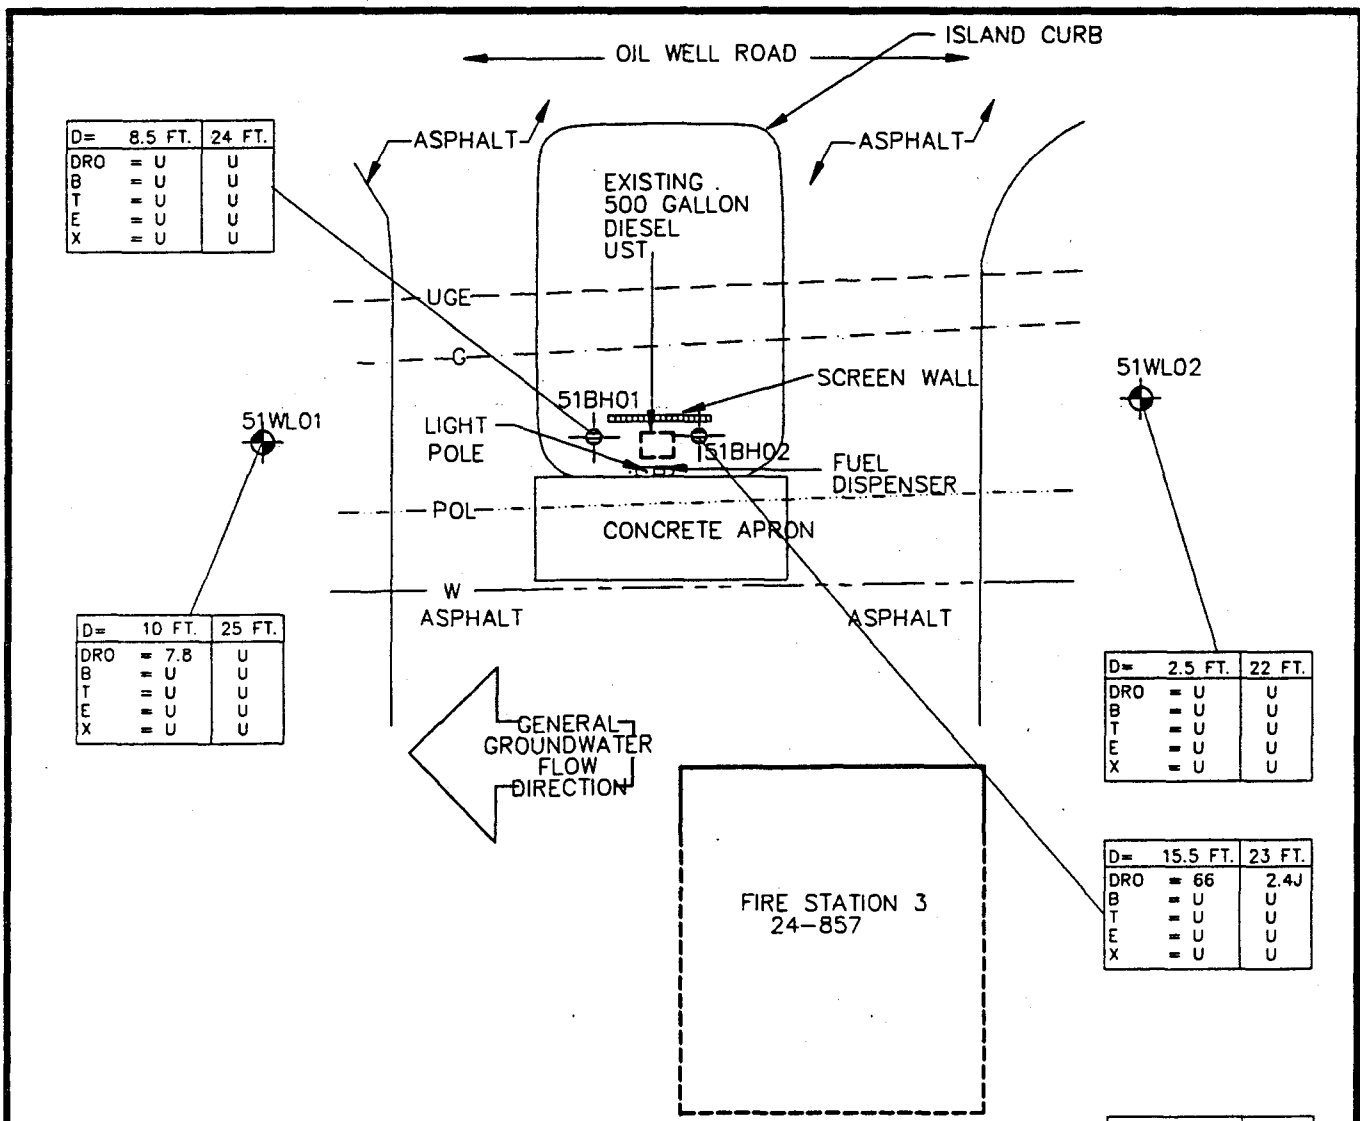 OIL WELL ROAD
ISLAND CURB
D= 8.5 FT. 24 FT.
DRO = U U
B = U U
T = U U
E = U U
X = U U
ASPHALT
ASPHALT
EXISTING
500 GALLON
DIESEL
UST
UGE
G
SCREEN WALL
51WL02
51BH01
51WL01
LIGHT
POLE
51BH02
FUEL
DISPENSER
POL
CONCRETE APRON
W
ASPHALT
ASPHALT
D= 10 FT. 25 FT.
DRO = 7.8 U
B = U U
T = U U
E = U U
X = U U
D= 2.5 FT. 22 FT.
DRO = U U
B = U U
T = U U
E = U U
X = U U
GENERAL
GROUNDWATER
FLOW
DIRECTION
D= 15.5 FT. 23 FT.
DRO = 66 2.4J
B = U U
T = U U
E = U U
X = U U
FIRE STATION 3
24-857